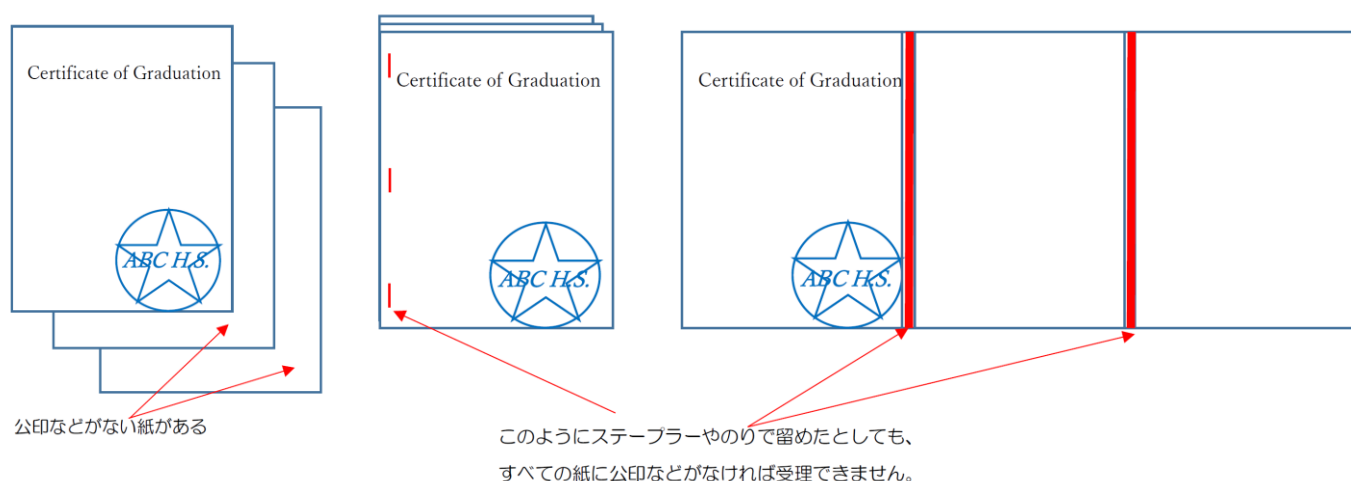 Certificate of Graduation
ABC H.S.
Certificate of Graduation
ABC H.S.
Certificate of Graduation
ABC H.S.
公印などがない紙がある
このようにステープラーやのりで留めたとしても、
すべての紙に公印などがなければ受理できません。